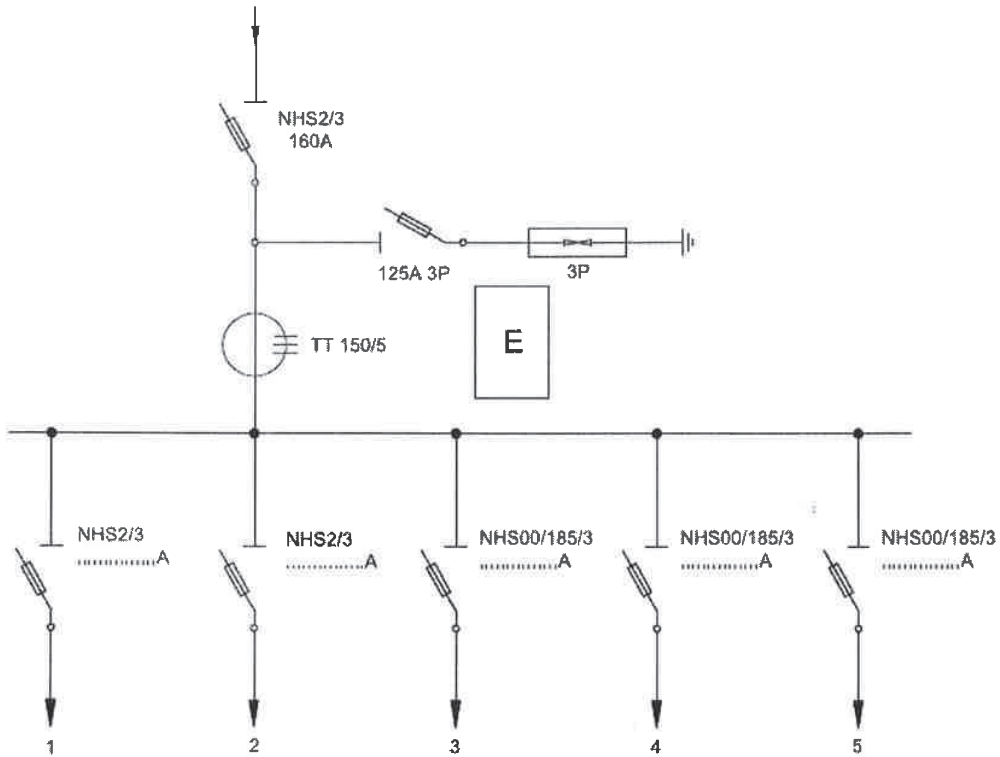 NHS2/3
160A
125A 3P
3P
TT 150/5
E
NHS2/3
..............A
NHS2/3
..............A
NHS00/185/3
..............A
NHS00/185/3
..............A
NHS00/185/3
..............A
1
2
3
4
5